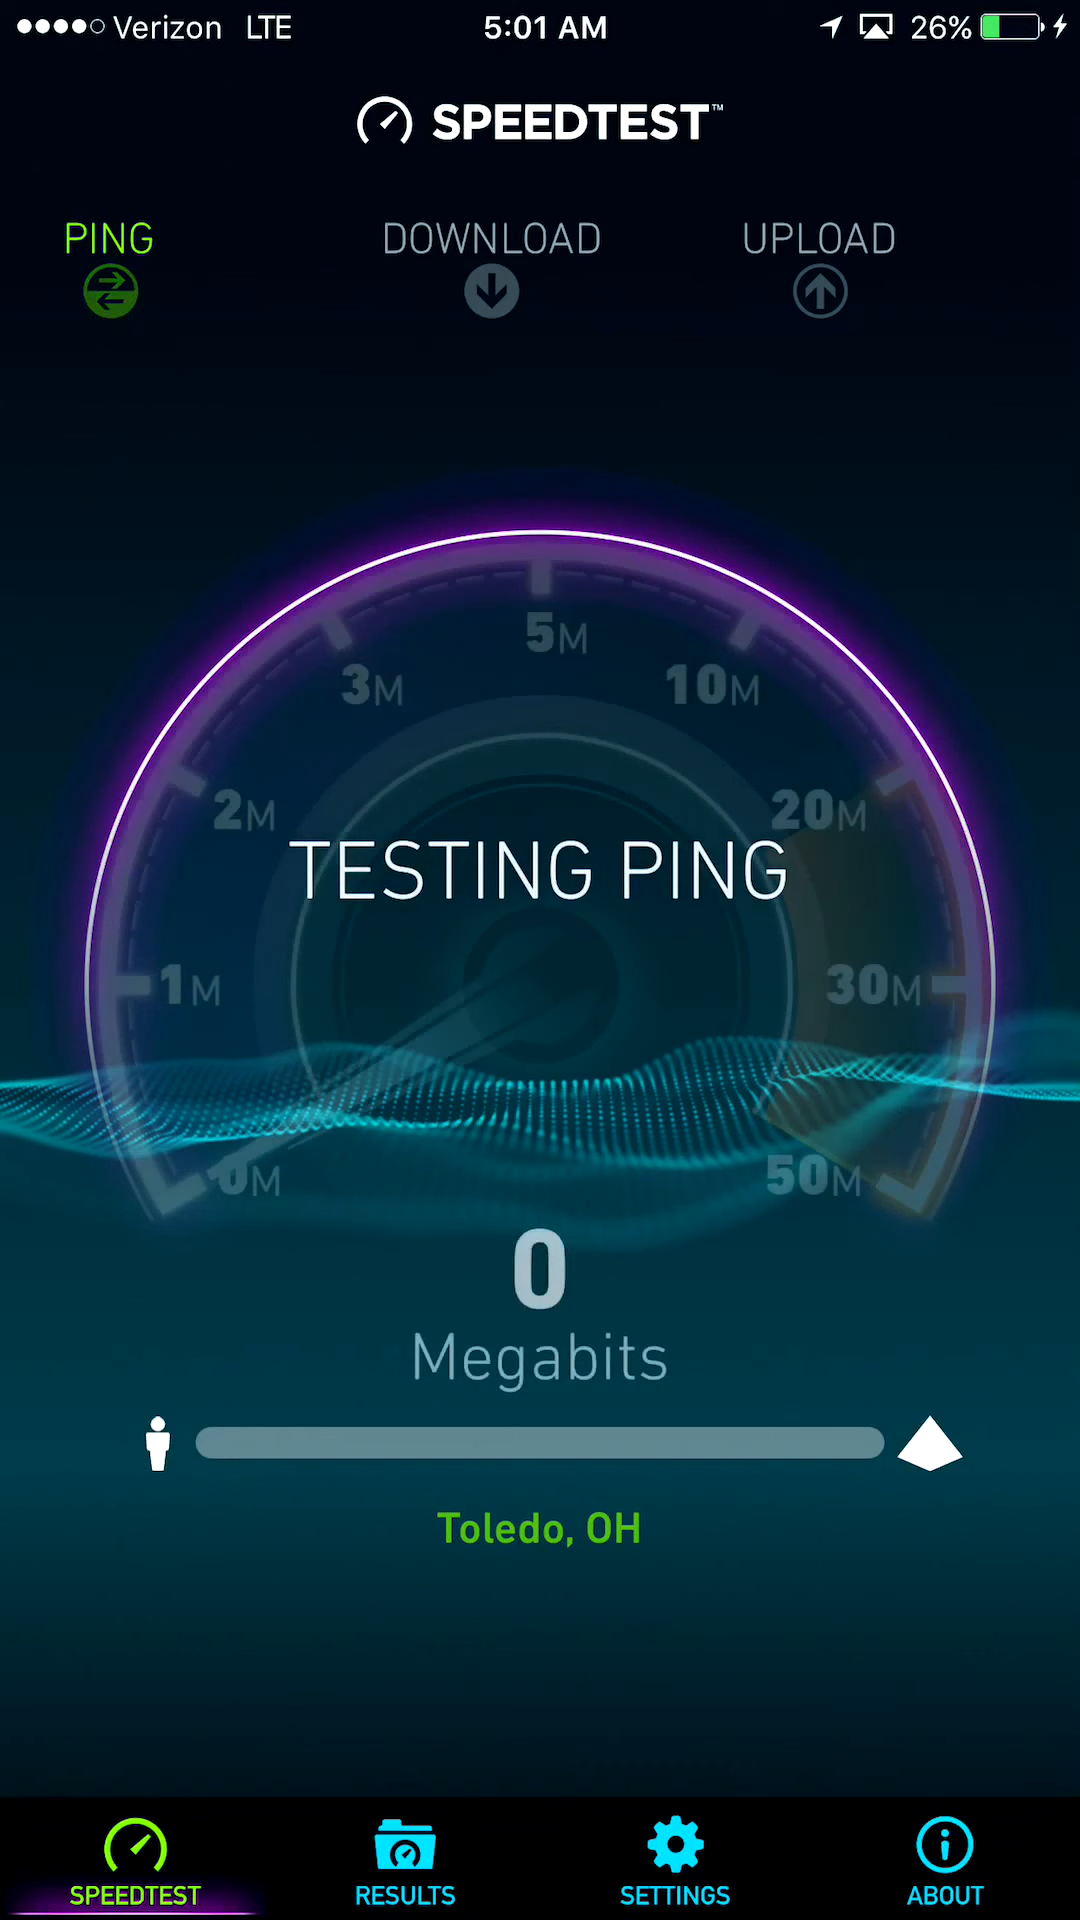 Verizon LTE 5:01 AM 26%
SPEEDTEST™
PING DOWNLOAD UPLOAD
5M
3M 10M
2M 20M
TESTING PING
1M 30M
0M 50M
0
Megabits
Toledo, OH
SPEEDTEST RESULTS SETTINGS ABOUT